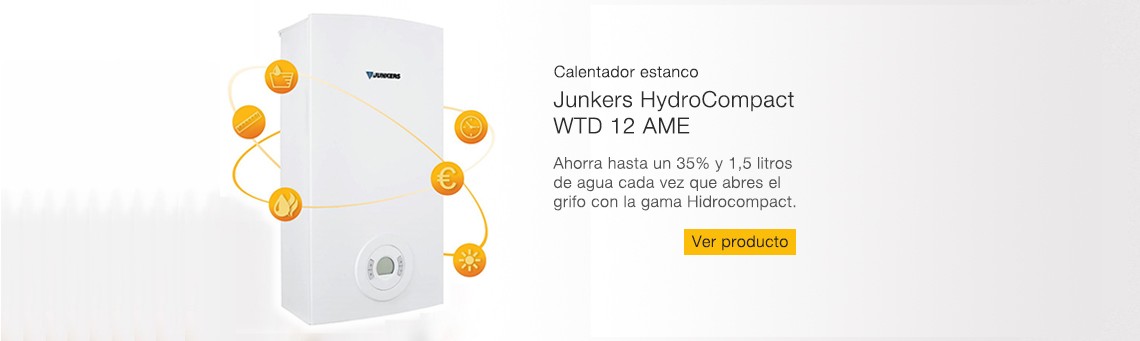 JUNKERS
€
Calentador estanco
Junkers HydroCompact
WTD 12 AME
Ahorra hasta un 35% y 1,5 litros
de agua cada vez que abres el
grifo con la gama Hidrocompact.
Ver producto